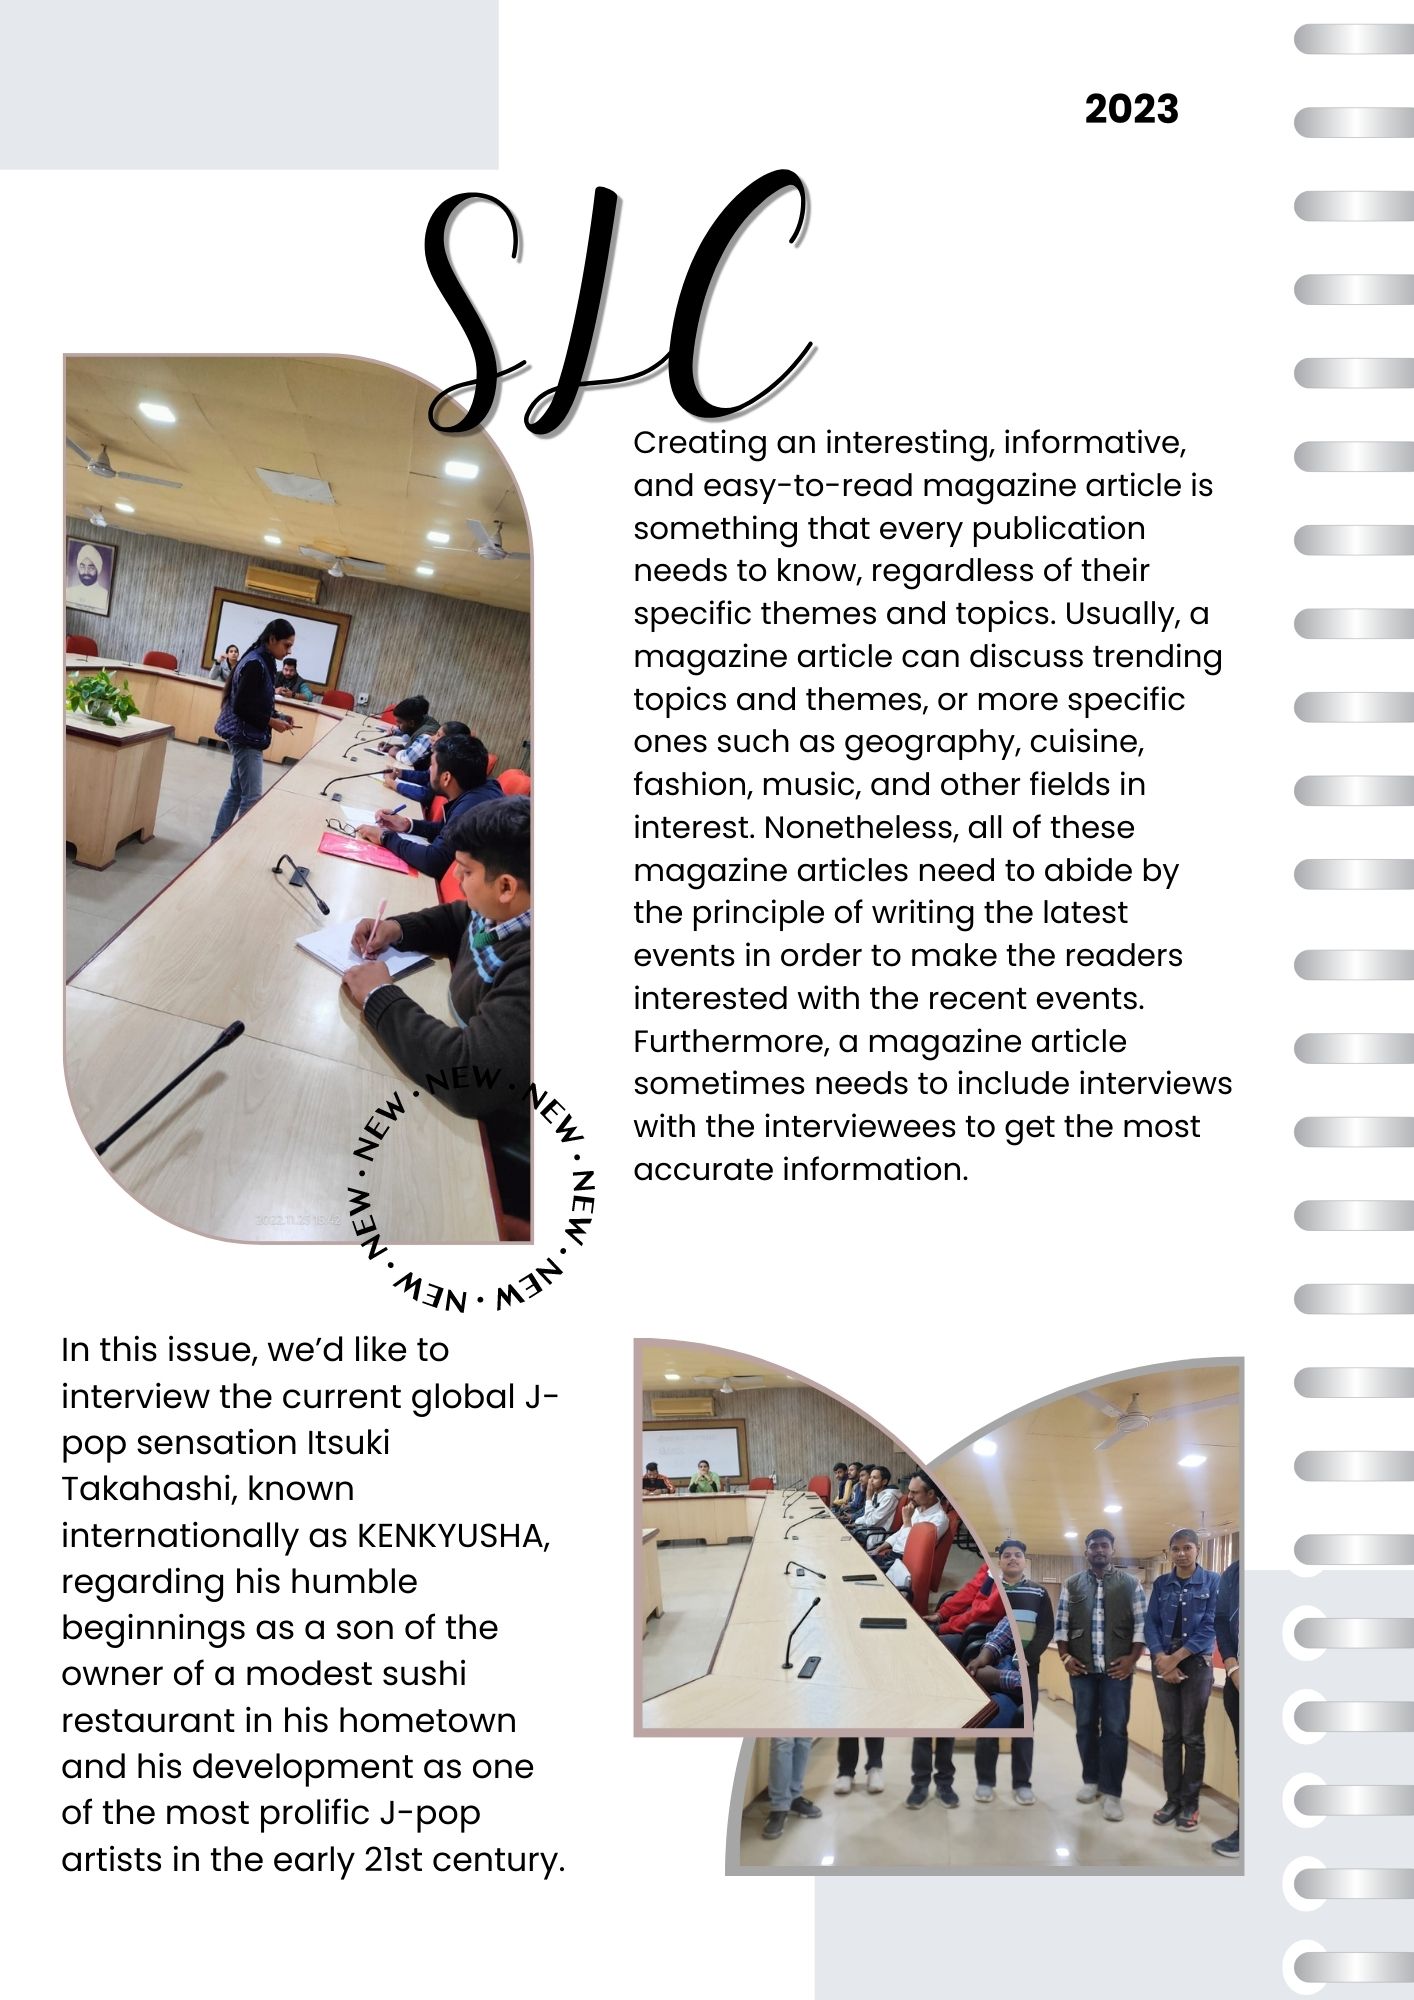 2023
SLC
Creating an interesting, informative,
and easy-to-read magazine article is
something that every publication
needs to know, regardless of their
specific themes and topics. Usually, a
magazine article can discuss trending
topics and themes, or more specific
ones such as geography, cuisine,
fashion, music, and other fields in
interest. Nonetheless, all of these
magazine articles need to abide by
the principle of writing the latest
events in order to make the readers
interested with the recent events.
Furthermore, a magazine article
sometimes needs to include interviews
with the interviewees to get the most
accurate information.
2022.11.25 15:42
NEW · NEW · NEW · NEW · NEW · NEW · NEW ·
In this issue, we’d like to
interview the current global J-
pop sensation Itsuki
Takahashi, known
internationally as KENKYUSHA,
regarding his humble
beginnings as a son of the
owner of a modest sushi
restaurant in his hometown
and his development as one
of the most prolific J-pop
artists in the early 21st century.